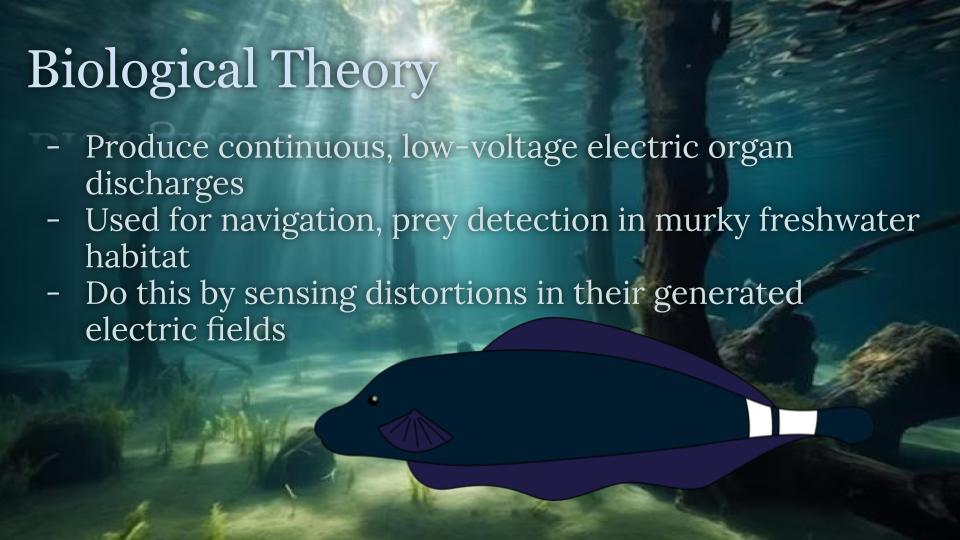 Biological Theory
- Produce continuous, low-voltage electric organ
discharges
- Used for navigation, prey detection in murky freshwater
habitat
- Do this by sensing distortions in their generated
electric fields